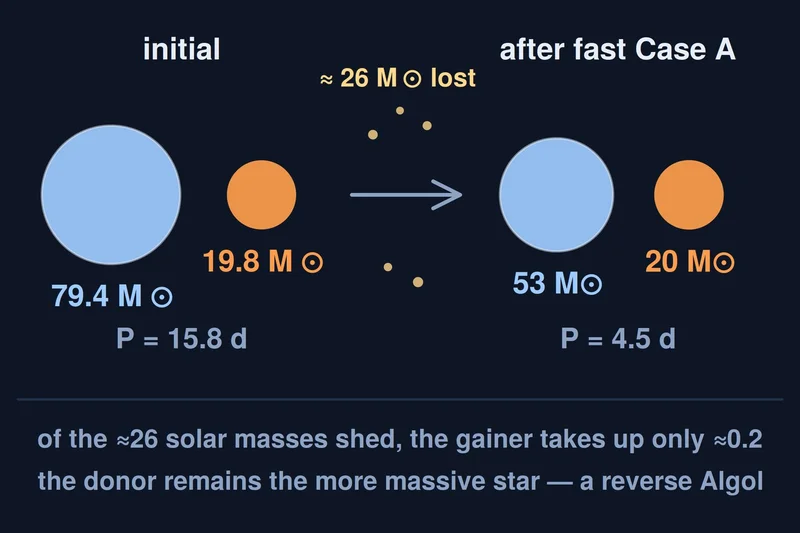 initial
after fast Case A
≈ 26 M⊙ lost
79.4 M ⊙
19.8 M ⊙
53 M⊙
20 M⊙
P = 15.8 d
P = 4.5 d
of the ≈26 solar masses shed, the gainer takes up only ≈0.2
the donor remains the more massive star — a reverse Algol